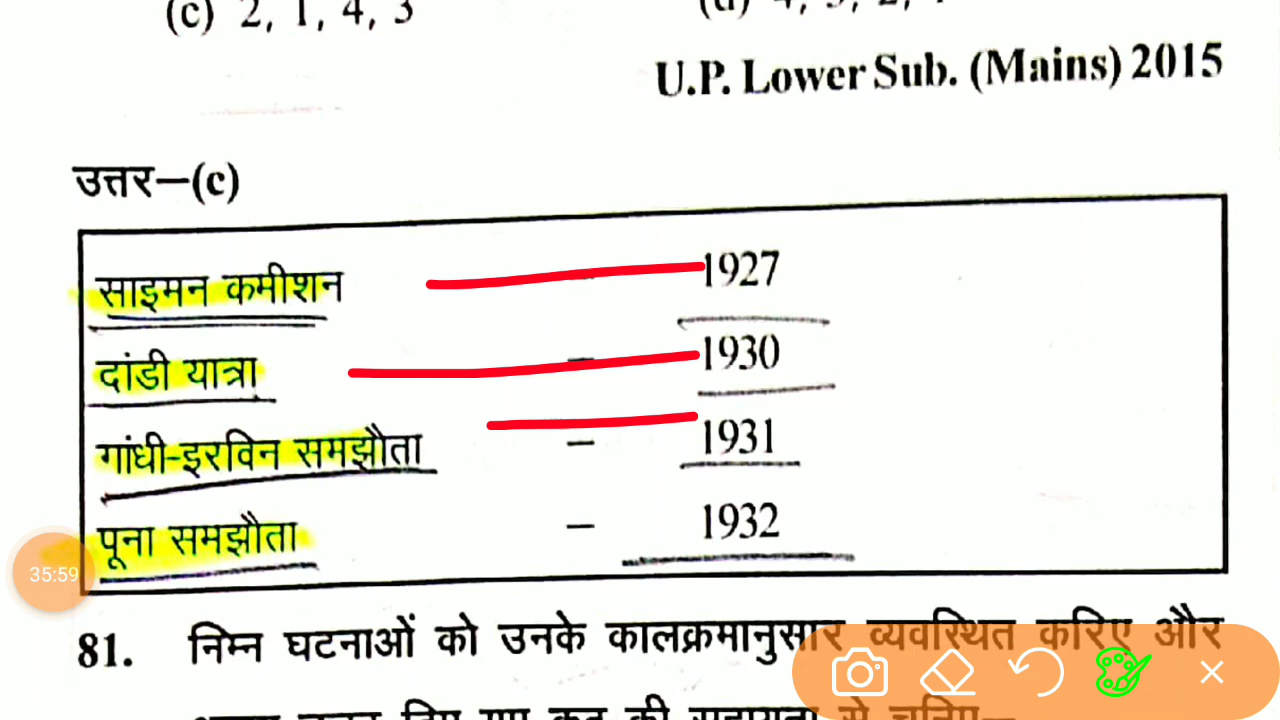 (c) 2, 1, 4, 3
U.P. Lower Sub. (Mains) 2015
उत्तर–(c)
साइमन कमीशन – 1927
दांडी यात्रा – 1930
गांधी-इरविन समझौता – 1931
पूना समझौता – 1932
35:59
81. निम्न घटनाओं को उनके कालक्रमानुसार व्यवस्थित करिए और